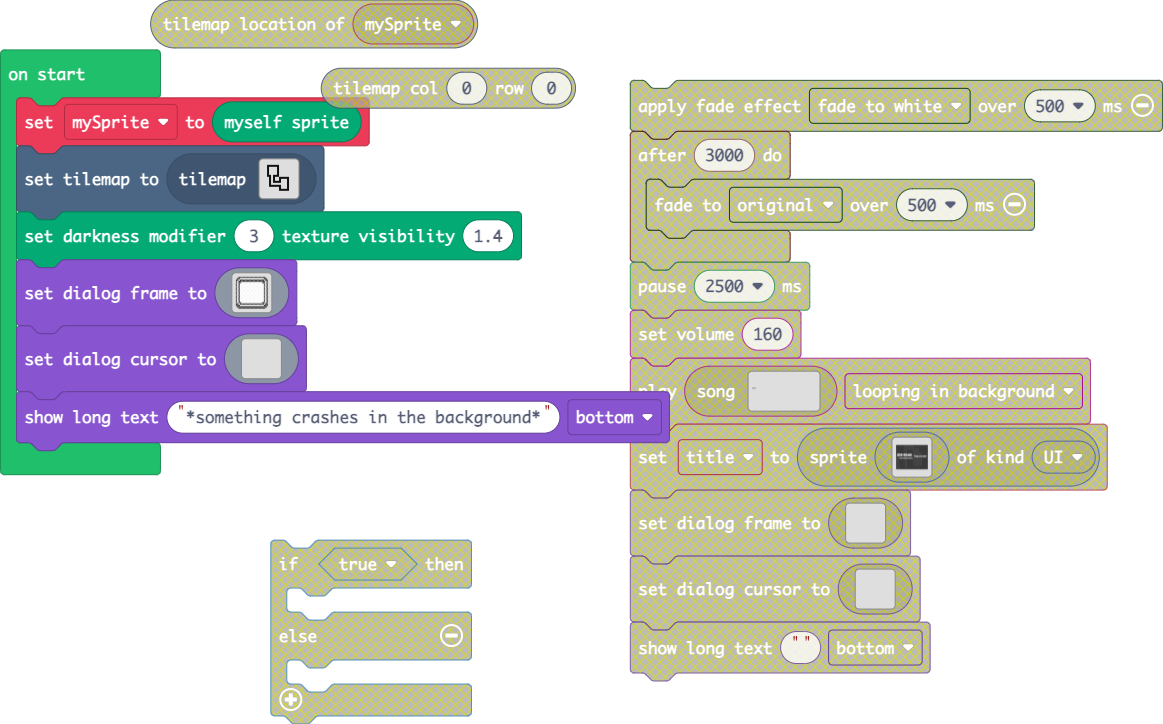 tilemap location of mySprite
on start
tilemap col 0 row 0
set mySprite to myself sprite
set tilemap to tilemap
set darkness modifier 3 texture visibility 1.4
set dialog frame to
set dialog cursor to
show long text "*something crashes in the background*" bottom
apply fade effect fade to white over 500 ms
after 3000 do
fade to original over 500 ms
pause 2500 ms
set volume 160
play song looping in background
set title to sprite of kind UI
set dialog frame to
set dialog cursor to
show long text "" bottom
if true then
else